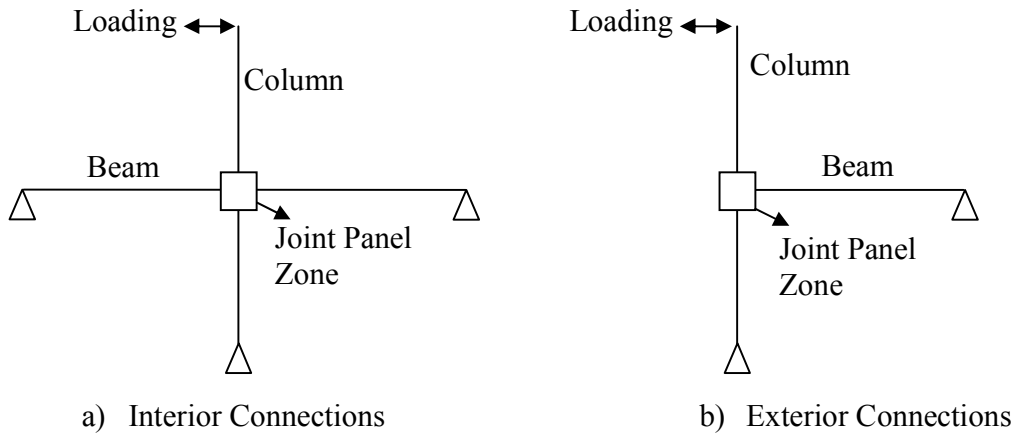 Loading
Column
Beam
Joint Panel
Zone
a) Interior Connections
Loading
Column
Beam
Joint Panel
Zone
b) Exterior Connections